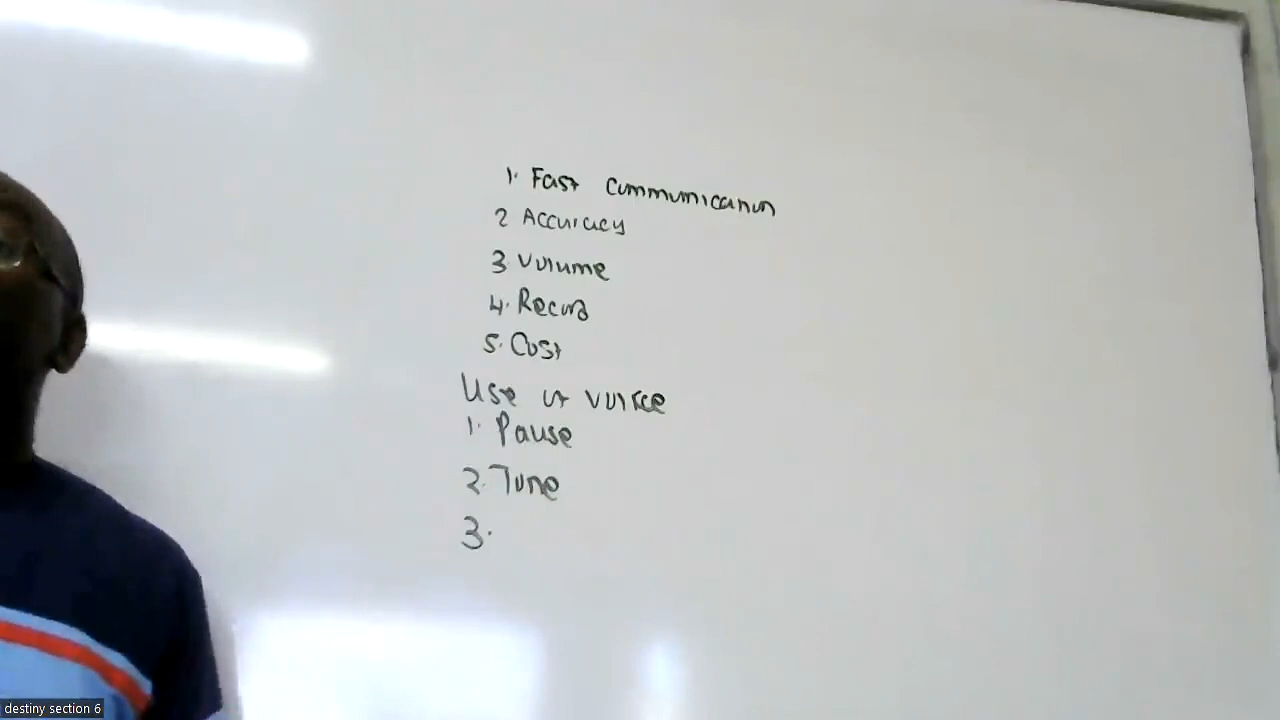 1. Fast Communication
2 Accuracy
3 Volume
4. Record
5. Cost
Use of voice
1. Pause
2. Tone
3.
destiny section 6